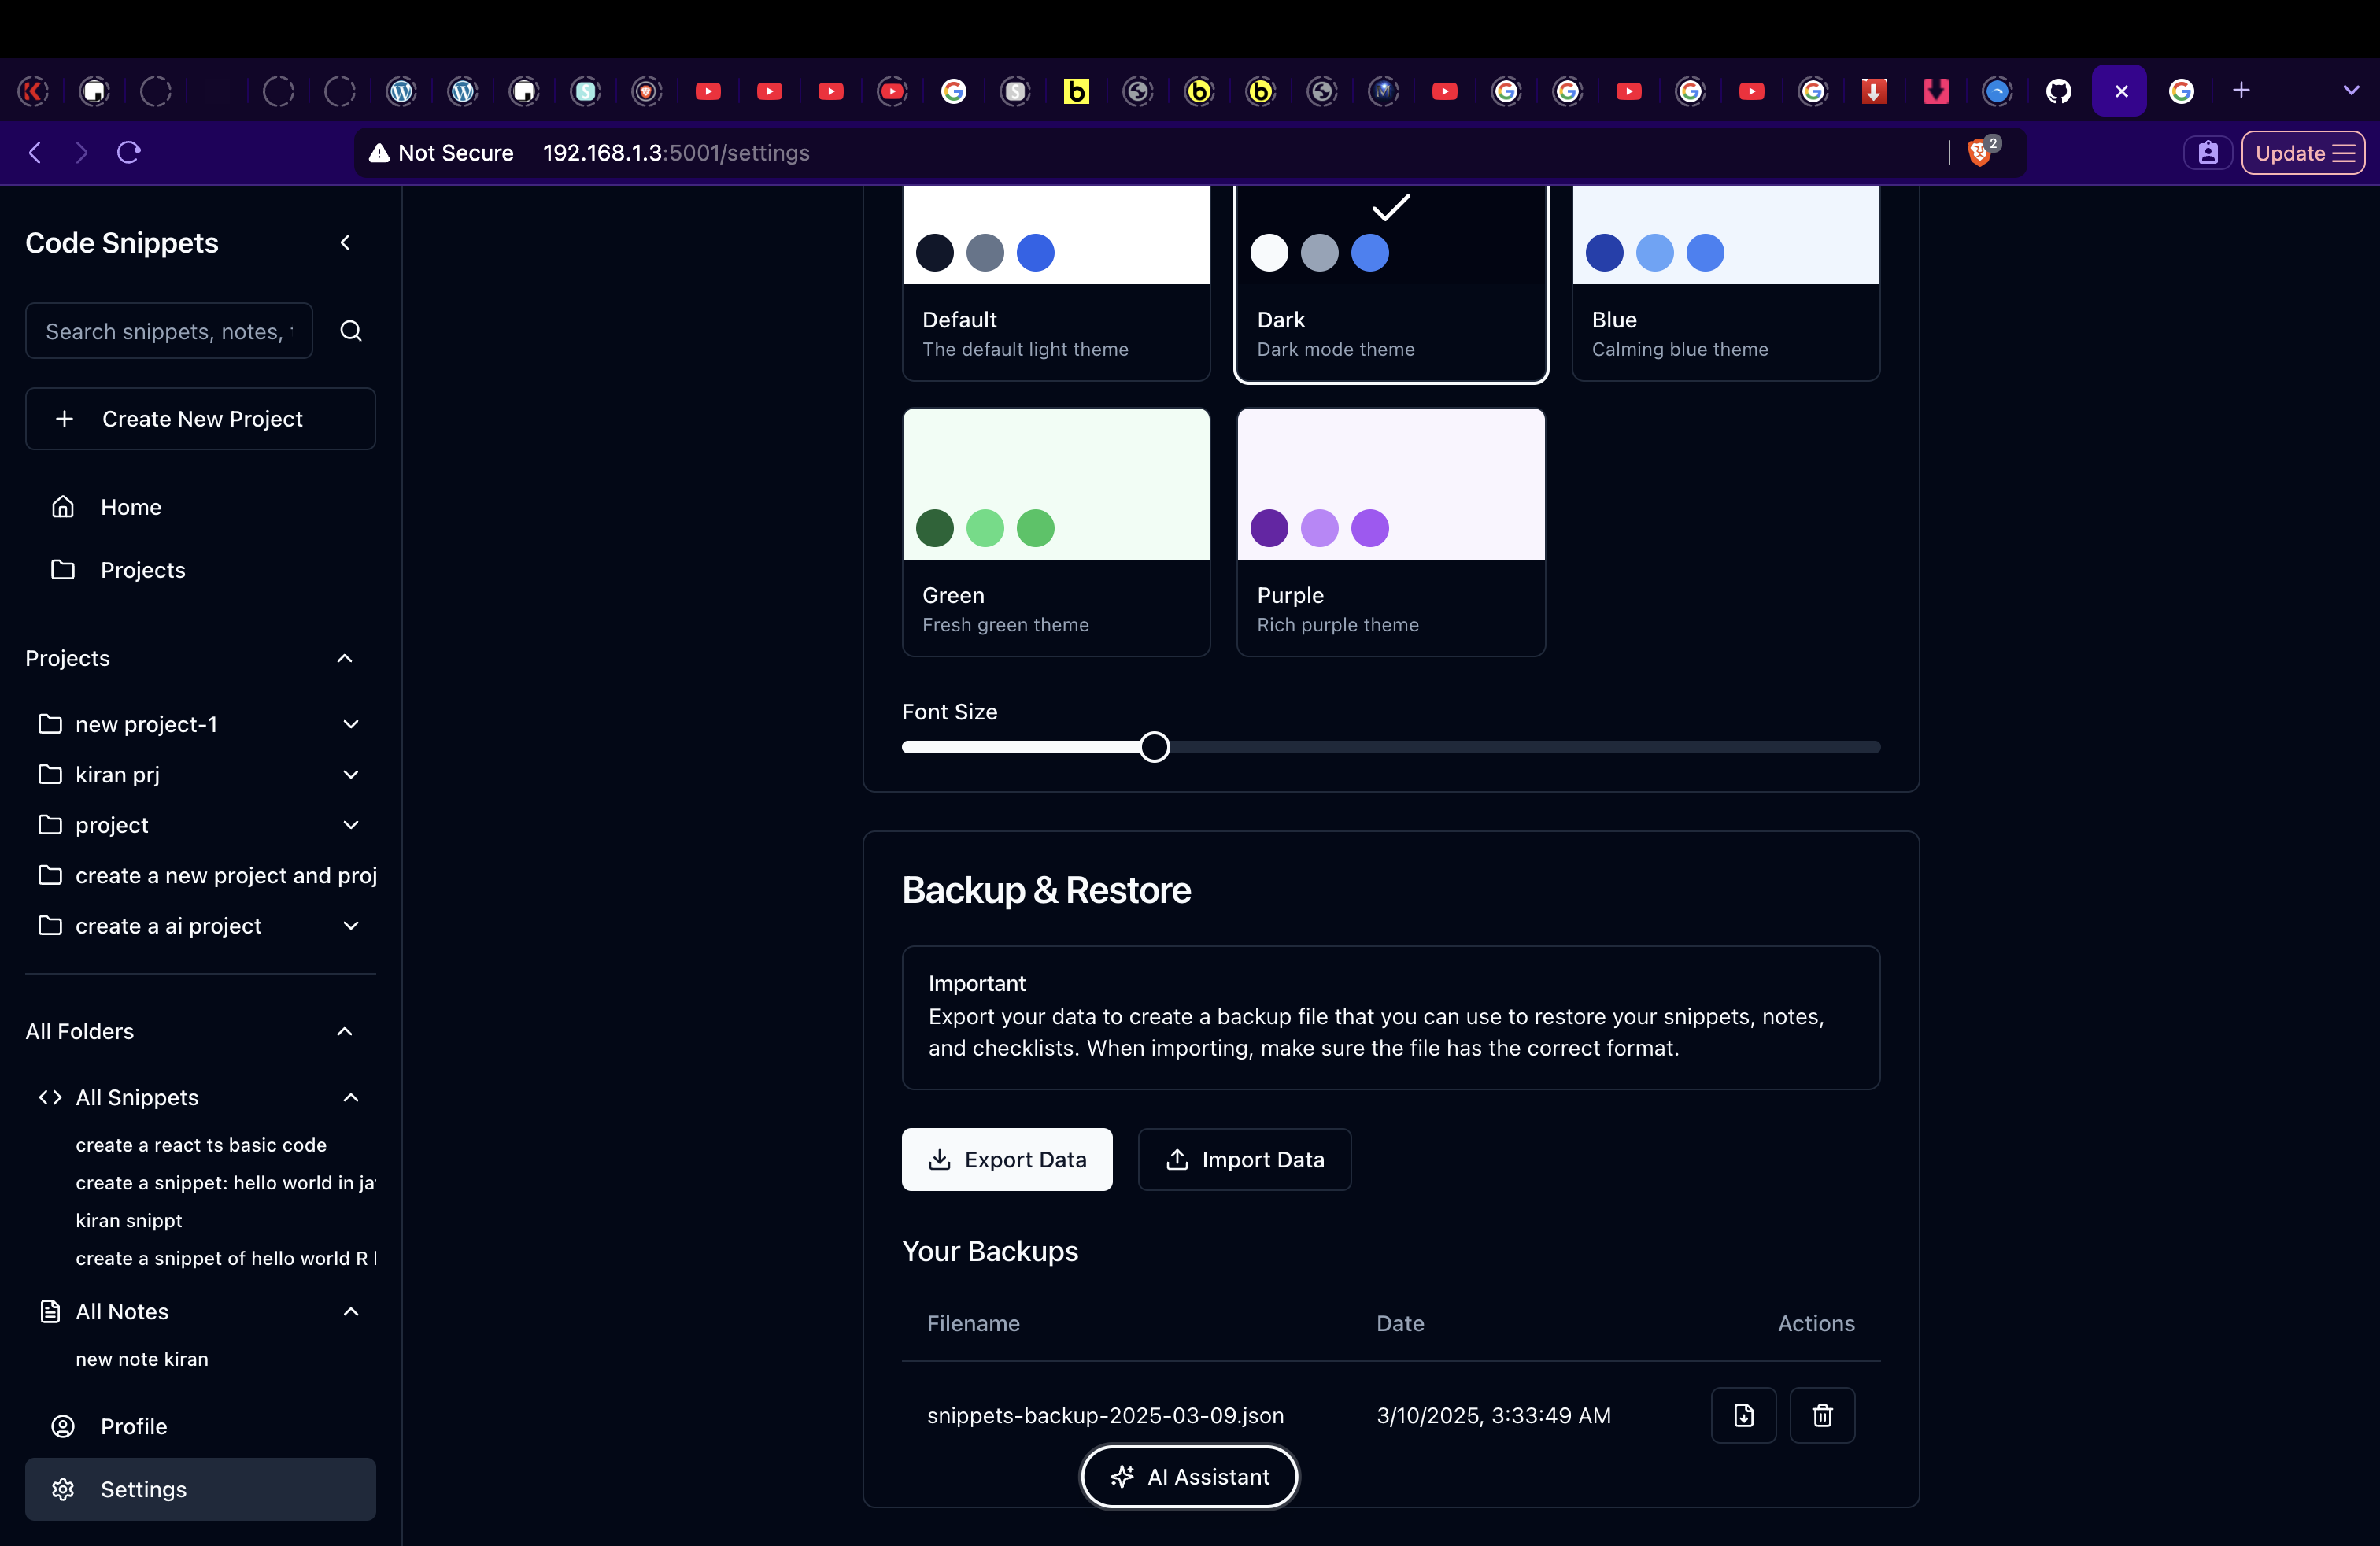 Not Secure 192.168.1.3:5001/settings
2
Update
Code Snippets
Search snippets, notes,
Create New Project
Home
Projects
Projects
new project-1
kiran prj
project
create a new project and proj
create a ai project
All Folders
All Snippets
create a react ts basic code
create a snippet: hello world in ja
kiran snippt
create a snippet of hello world R
All Notes
new note kiran
Profile
Settings
Default
The default light theme
Dark
Dark mode theme
Blue
Calming blue theme
Green
Fresh green theme
Purple
Rich purple theme
Font Size
Backup & Restore
Important
Export your data to create a backup file that you can use to restore your snippets, notes,
and checklists. When importing, make sure the file has the correct format.
Export Data
Import Data
Your Backups
Filename Date Actions
snippets-backup-2025-03-09.json 3/10/2025, 3:33:49 AM
AI Assistant